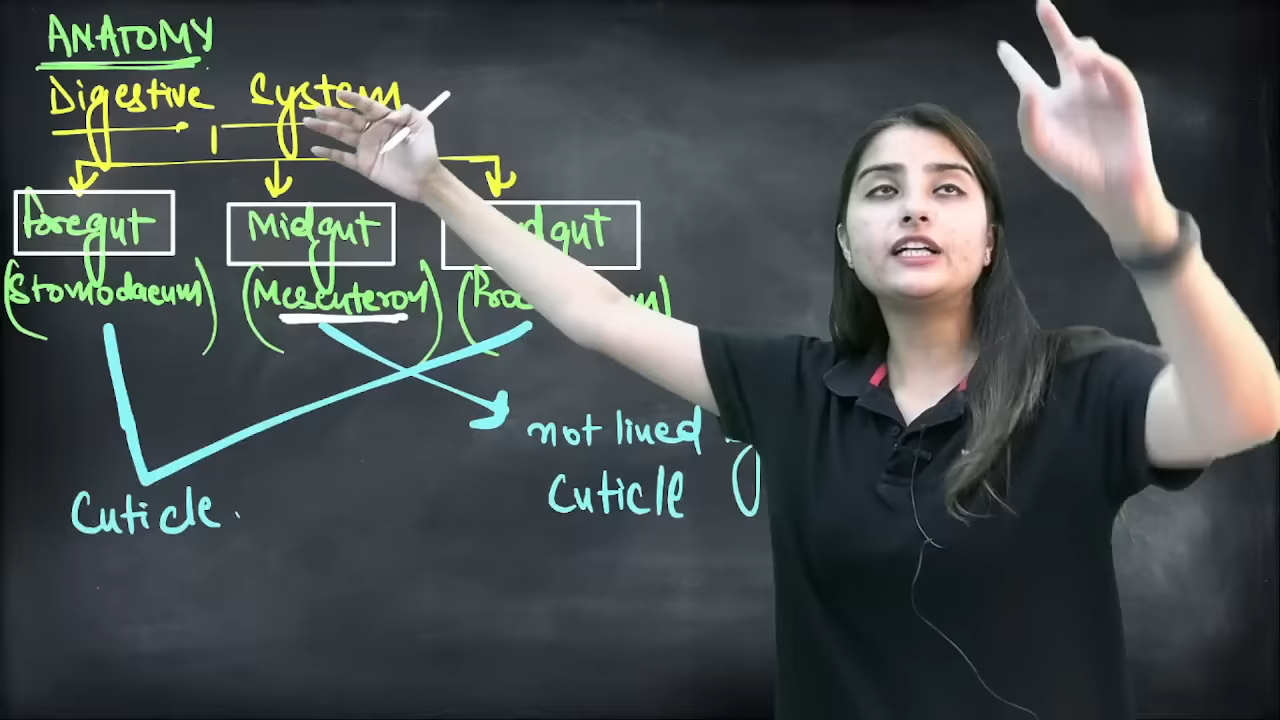 ANATOMY
Digestive System
Foregut Midgut
(Stomodaeum) (Mesenteron)
not lined
Cuticle
Cuticle.